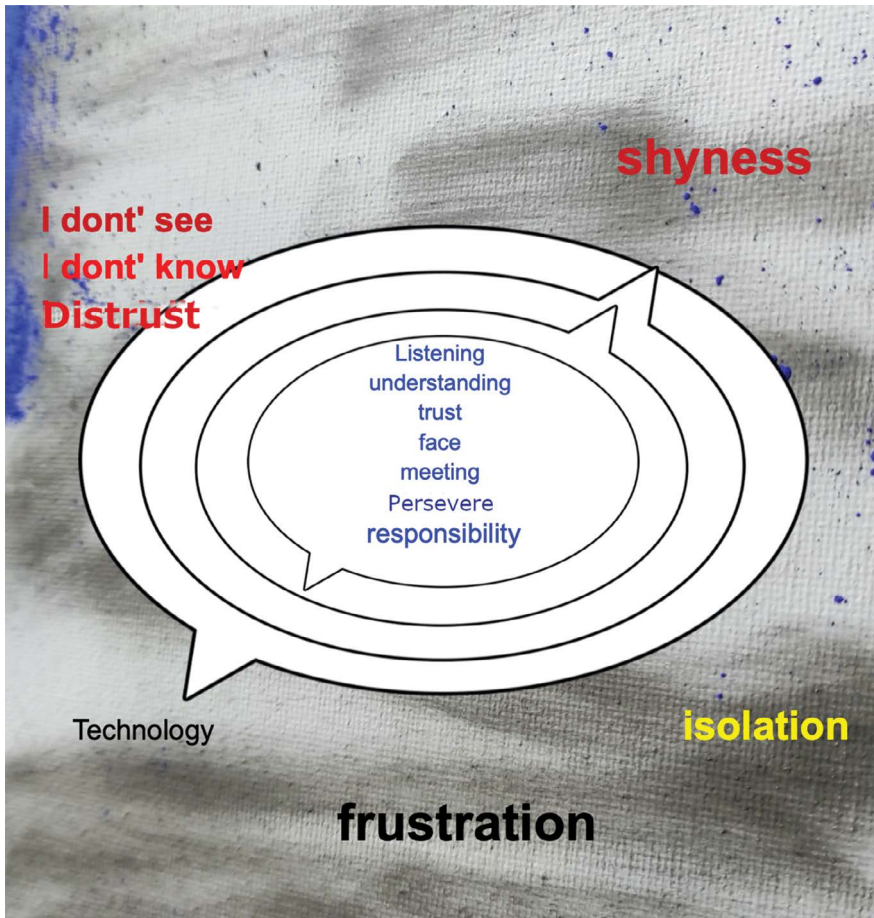 shyness
I dont' see
I dont' know
Distrust
Listening
understanding
trust
face
meeting
Persevere
responsibility
Technology
isolation
frustration